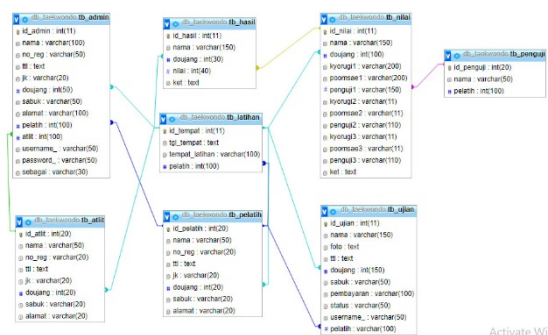 db_taekwondo.tb_admin
id_admin : int(11)
nama : varchar(100)
no_reg : varchar(50)
ttl : text
jk : varchar(20)
doujang : int(50)
sabuk : varchar(50)
alamat : varchar(50)
pelatih : int(100)
atlit : int(100)
username_ : varchar(50)
password_ : varchar(50)
sebagai : varchar(30)
db_taekwondo.tb_hasil
id_hasil : int(11)
nama : varchar(150)
doujang : int(30)
nilai : int(40)
ket : text
db_taekwondo.tb_nilai
id_nilai : int(11)
nama : varchar(150)
doujang : int(100)
kyorugi1 : varchar(200)
poomsae1 : varchar(200)
penguji1 : varchar(150)
kyorugi2 : varchar(11)
poomsae2 : varchar(11)
penguji2 : varchar(110)
kyorugi3 : varchar(11)
poomsae3 : varchar(11)
penguji3 : varchar(110)
ket : text
db_taekwondo.tb_penguji
id_penguji : int(20)
nama : varchar(50)
pelatih : int(100)
db_taekwondo.tb_latihan
id_tempat : int(11)
tgl_tempat : text
tempat_latihan : varchar(100)
pelatih : int(100)
db_taekwondo.tb_atlit
id_atlit : int(20)
nama : varchar(50)
no_reg : varchar(20)
ttl : text
jk : varchar(20)
doujang : int(20)
sabuk : varchar(20)
alamat : varchar(20)
db_taekwondo.tb_pelatih
id_pelatih : int(20)
nama : varchar(50)
no_reg : varchar(20)
ttl : text
jk : varchar(20)
doujang : int(20)
sabuk : varchar(20)
alamat : varchar(20)
db_taekwondo.tb_ujian
id_ujian : int(11)
nama : varchar(150)
foto : text
ttl : text
doujang : int(150)
sabuk : varchar(50)
pembayaran : varchar(100)
status : varchar(50)
username_ : varchar(50)
pelatih : varchar(100)
Activate Wi